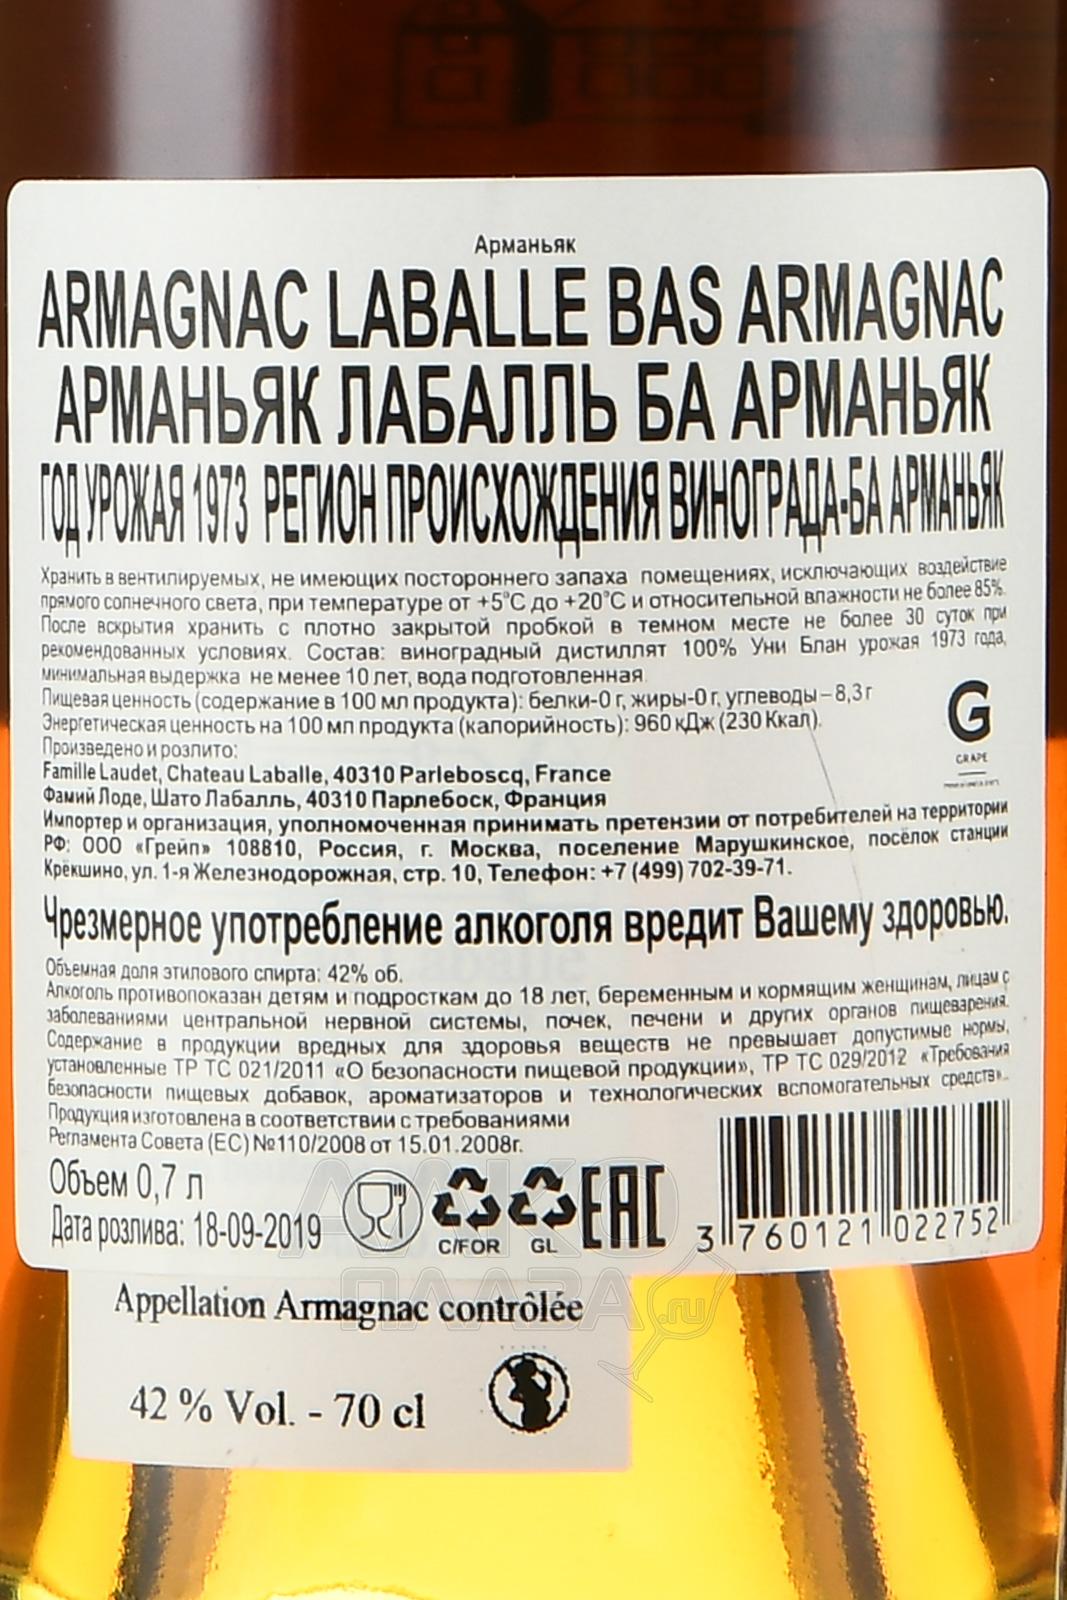 Арманьяк
ARMAGNAC LABALLE BAS ARMAGNAC
АРМАНЬЯК ЛАБАЛЛЬ БА АРМАНЬЯК
ГОД УРОЖАЯ 1973 РЕГИОН ПРОИСХОЖДЕНИЯ ВИНОГРАДА-БА АРМАНЬЯК
Хранить в вентилируемых, не имеющих постороннего запаха помещениях, исключающих воздействие
прямого солнечного света, при температуре от +5°С до +20°С и относительной влажности не более 85%.
После вскрытия хранить с плотно закрытой пробкой в темном месте не более 30 суток при
рекомендованных условиях. Состав: виноградный дистиллят 100% Уни Блан урожая 1973 года,
минимальная выдержка не менее 10 лет, вода подготовленная
Пищевая ценность (содержание в 100 мл продукта): белки-0 г, жиры-0 г, углеводы – 8,3 г
Энергетическая ценность на 100 мл продукта (калорийность): 960 кДж (230 Ккал).
Произведено и розлито:
Famille Laudet, Chateau Laballe, 40310 Parleboscq, France
Фамий Лоде, Шато Лабалль, 40310 Парлебоск, Франция
Импортер и организация, уполномоченная принимать претензии от потребителей на территории
РФ: ООО «Грейп» 108810, Россия, г. Москва, поселение Марушкинское, посёлок станции
Крёкшино, ул. 1-я Железнодорожная, стр. 10, Телефон: +7 (499) 702-39-71.
G
GRAPE
Чрезмерное употребление алкоголя вредит Вашему здоровью.
Объемная доля этилового спирта: 42% об.
Алкоголь противопоказан детям и подросткам до 18 лет, беременным и кормящим женщинам, лицам с
заболеваниями центральной нервной системы, почек, печени и других органов пищеварения.
Содержание в продукции вредных для здоровья веществ не превышает допустимые нормы,
установленные ТР ТС 021/2011 «О безопасности пищевой продукции», ТР ТС 029/2012 «Требования
безопасности пищевых добавок, ароматизаторов и технологических вспомогательных средств».
Продукция изготовлена в соответствии с требованиями
Регламента Совета (ЕС) №110/2008 от 15.01.2008г.
Объем 0,7 л
Дата розлива: 18-09-2019
C/FOR
GL
EAC
3 760121 022752
АЛКО
ПЛАЗА.ru
Appellation Armagnac contrôlée
42 % Vol. - 70 cl